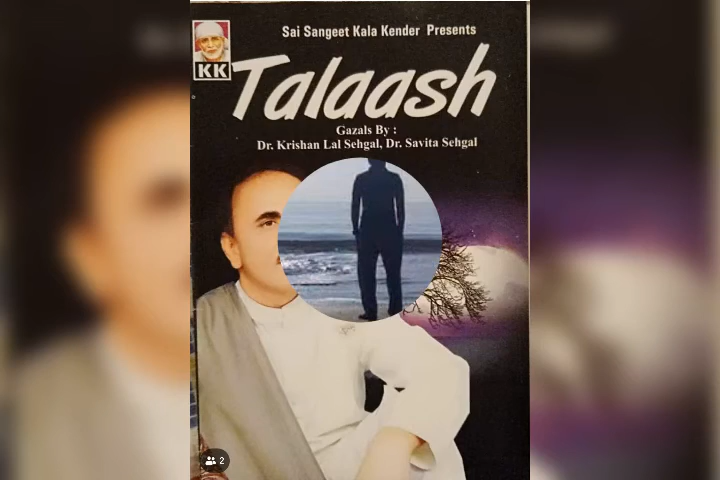 Sai Sangeet Kala Kender Presents
KK
Talaash
Gazals By :
Dr. Krishan Lal Sehgal, Dr. Savita Sehgal
2